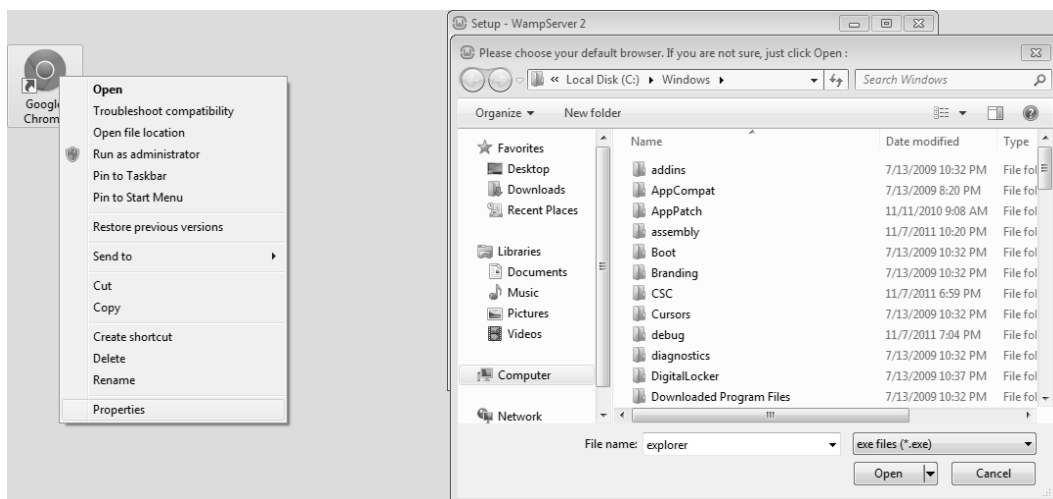 Google
Chrom
Open
Troubleshoot compatibility
Open file location
Run as administrator
Pin to Taskbar
Pin to Start Menu
Restore previous versions
Send to
Cut
Copy
Create shortcut
Delete
Rename
Properties
Setup - WampServer 2
Please choose your default browser. If you are not sure, just click Open :
« Local Disk (C:) ▸ Windows ▸
Search Windows
Organize
New folder
Favorites
Desktop
Downloads
Recent Places
Libraries
Documents
Music
Pictures
Videos
Computer
Network
Name Date modified Type
addins 7/13/2009 10:32 PM File fol
AppCompat 7/13/2009 8:20 PM File fol
AppPatch 11/11/2010 9:08 AM File fol
assembly 11/7/2011 10:20 PM File fol
Boot 7/13/2009 10:32 PM File fol
Branding 7/13/2009 10:32 PM File fol
CSC 11/7/2011 6:59 PM File fol
Cursors 7/13/2009 10:32 PM File fol
debug 11/7/2011 7:04 PM File fol
diagnostics 7/13/2009 10:32 PM File fol
DigitalLocker 7/13/2009 10:37 PM File fol
Downloaded Program Files 7/13/2009 10:32 PM File fol
File name: explorer
exe files (*.exe)
Open
Cancel